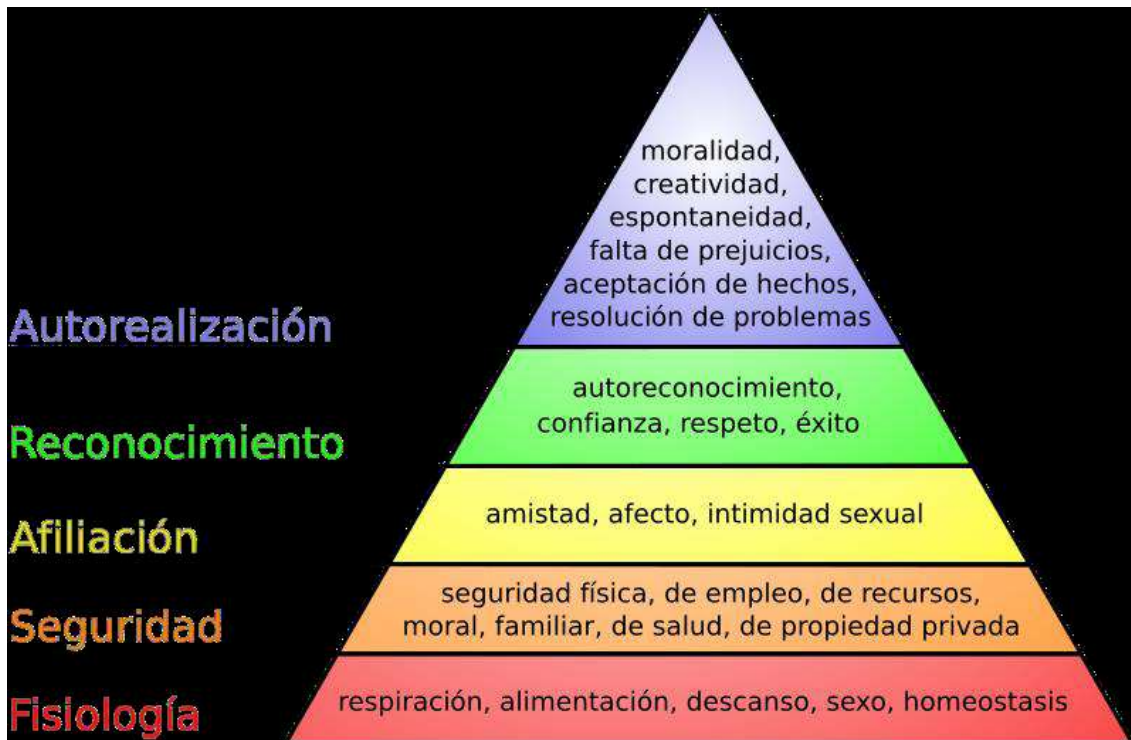 moralidad,
creatividad,
espontaneidad,
falta de prejuicios,
aceptación de hechos,
resolución de problemas
Autorealización
autoreconocimiento,
confianza, respeto, éxito
Reconocimiento
amistad, afecto, intimidad sexual
Afiliación
seguridad física, de empleo, de recursos,
moral, familiar, de salud, de propiedad privada
Seguridad
respiración, alimentación, descanso, sexo, homeostasis
Fisiología